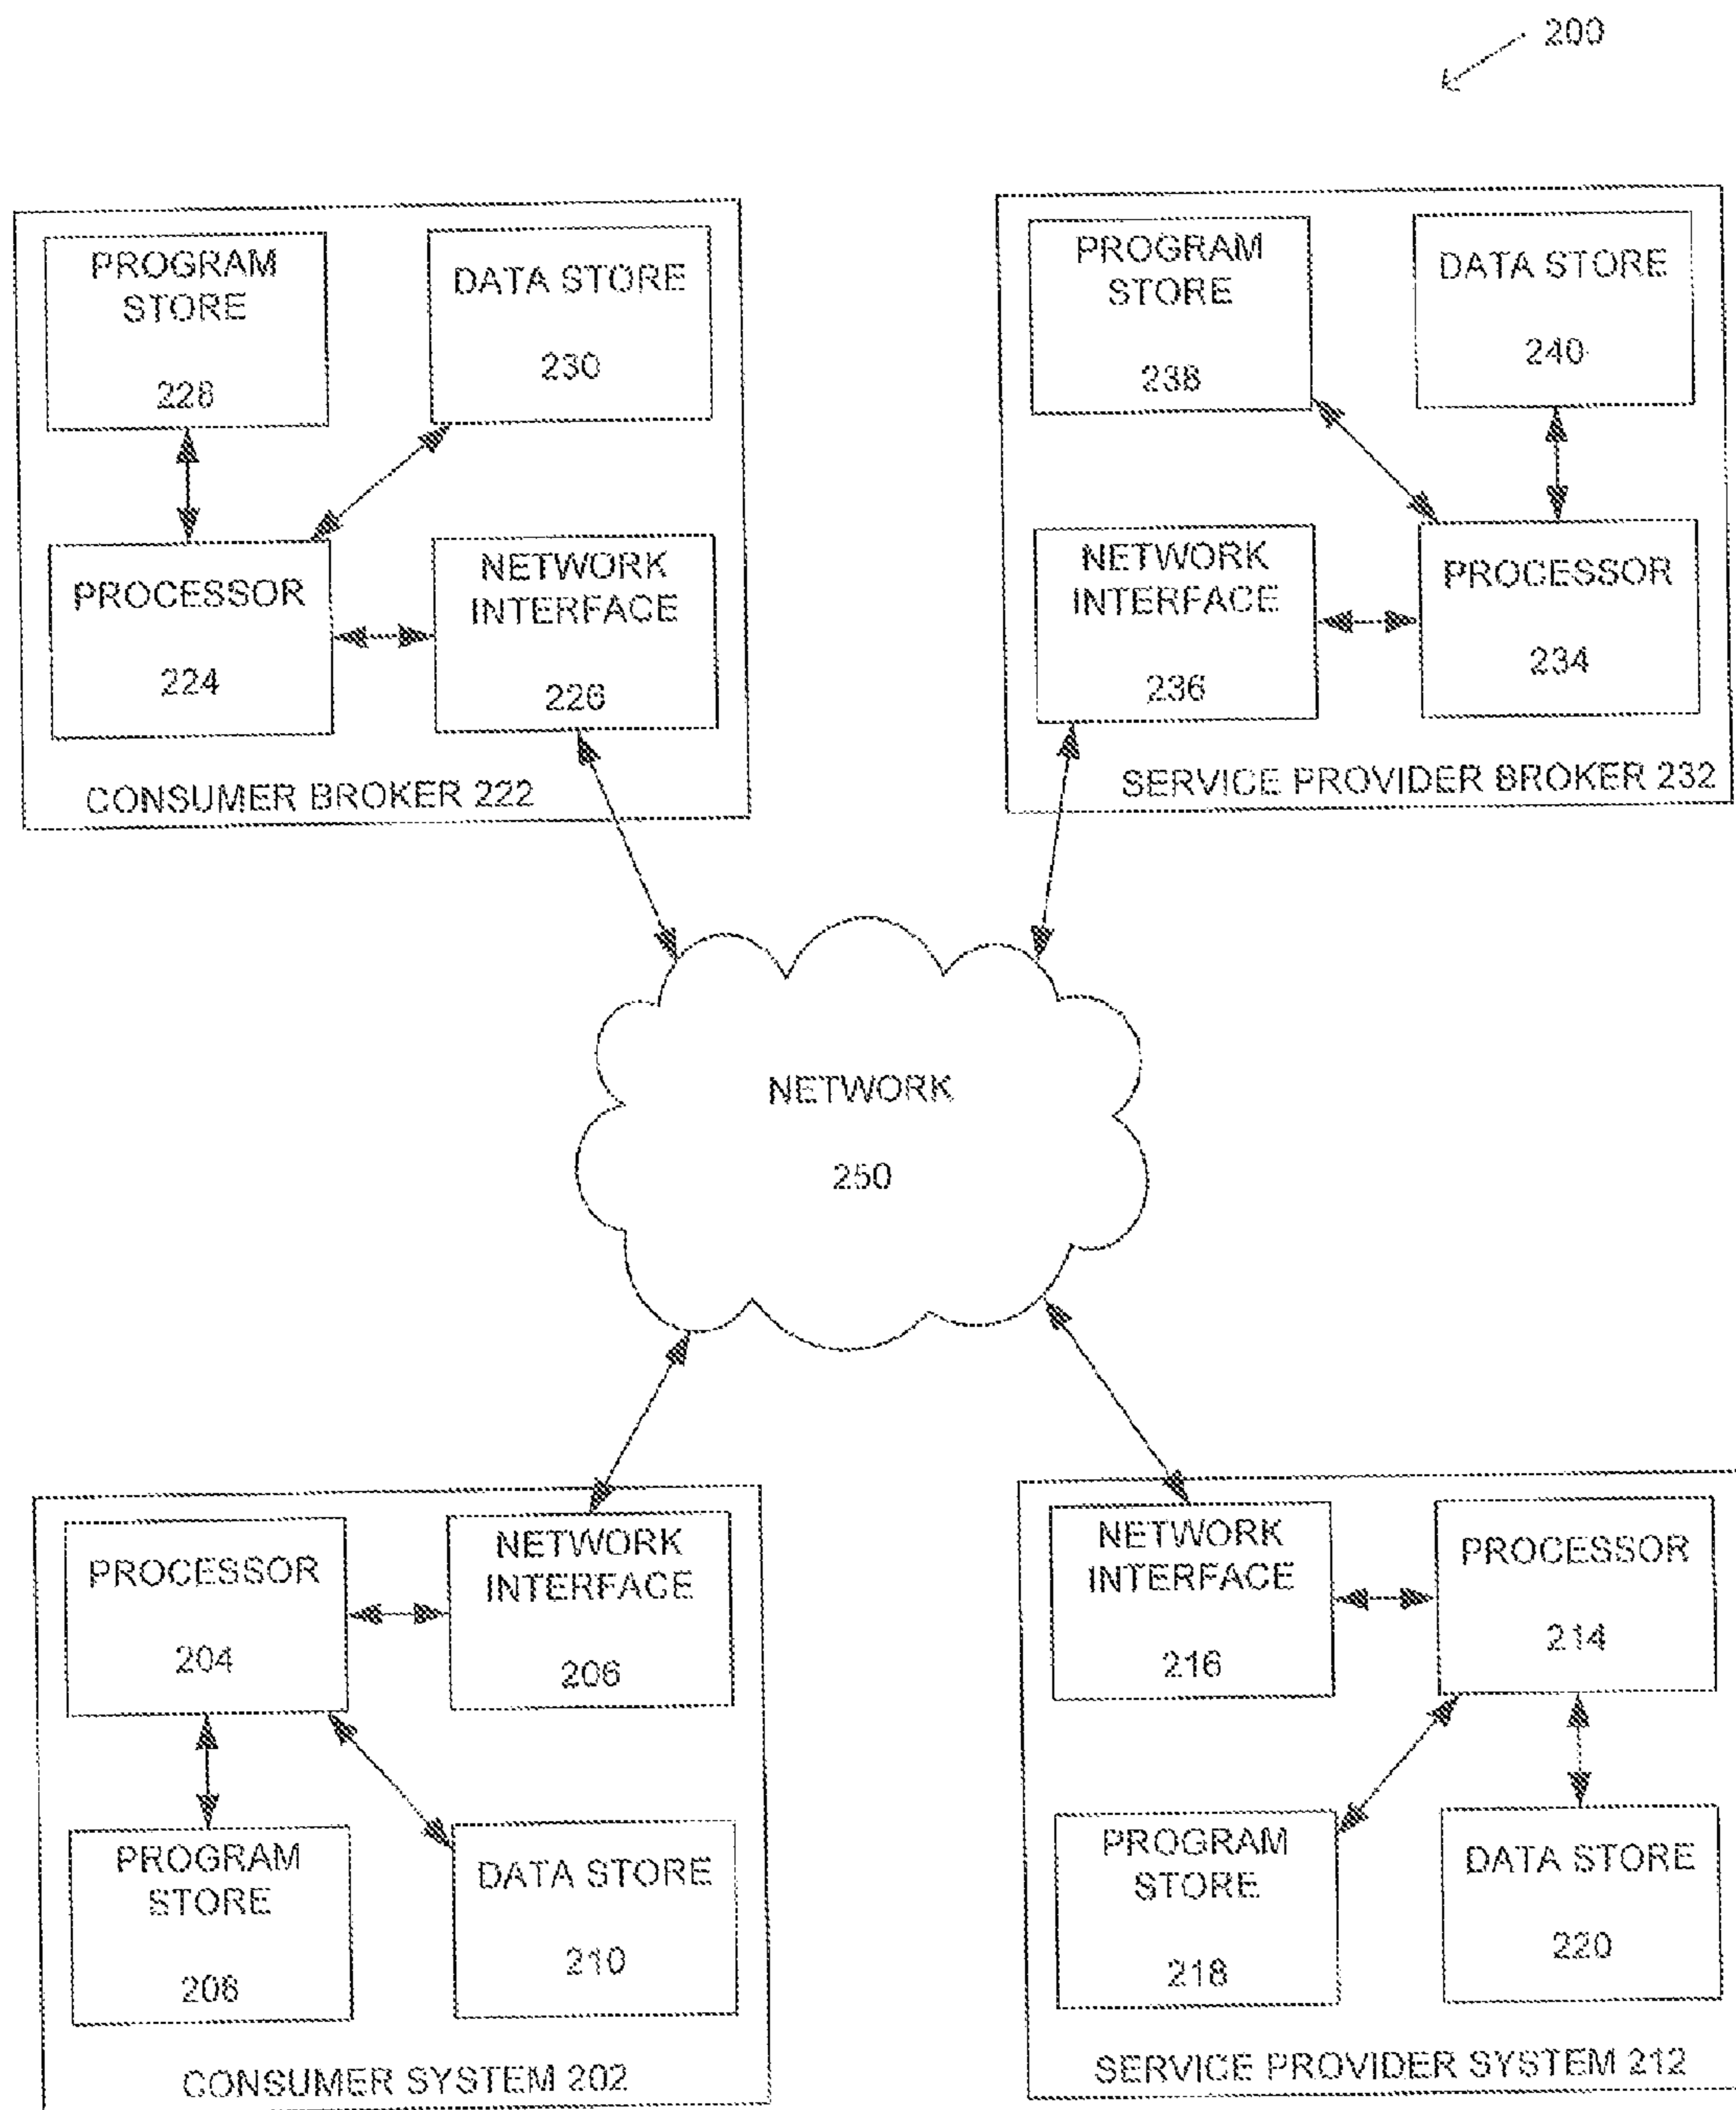 200
PROGRAM
STORE
228
DATA STORE
230
PROCESSOR
224
NETWORK
INTERFACE
226
CONSUMER BROKER 222
PROGRAM
STORE
238
DATA STORE
240
NETWORK
INTERFACE
236
PROCESSOR
234
SERVICE PROVIDER BROKER 232
NETWORK
250
PROCESSOR
204
NETWORK
INTERFACE
206
PROGRAM
STORE
208
DATA STORE
210
CONSUMER SYSTEM 202
NETWORK
INTERFACE
216
PROCESSOR
214
PROGRAM
STORE
218
DATA STORE
220
SERVICE PROVIDER SYSTEM 212